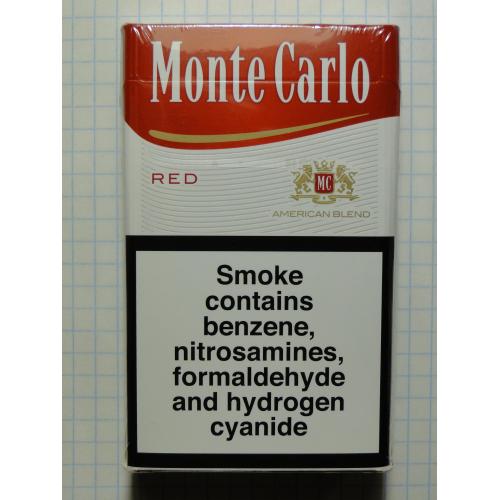 Monte Carlo
RED
MC
AMERICAN BLEND
Smoke
contains
benzene,
nitrosamines,
formaldehyde
and hydrogen
cyanide